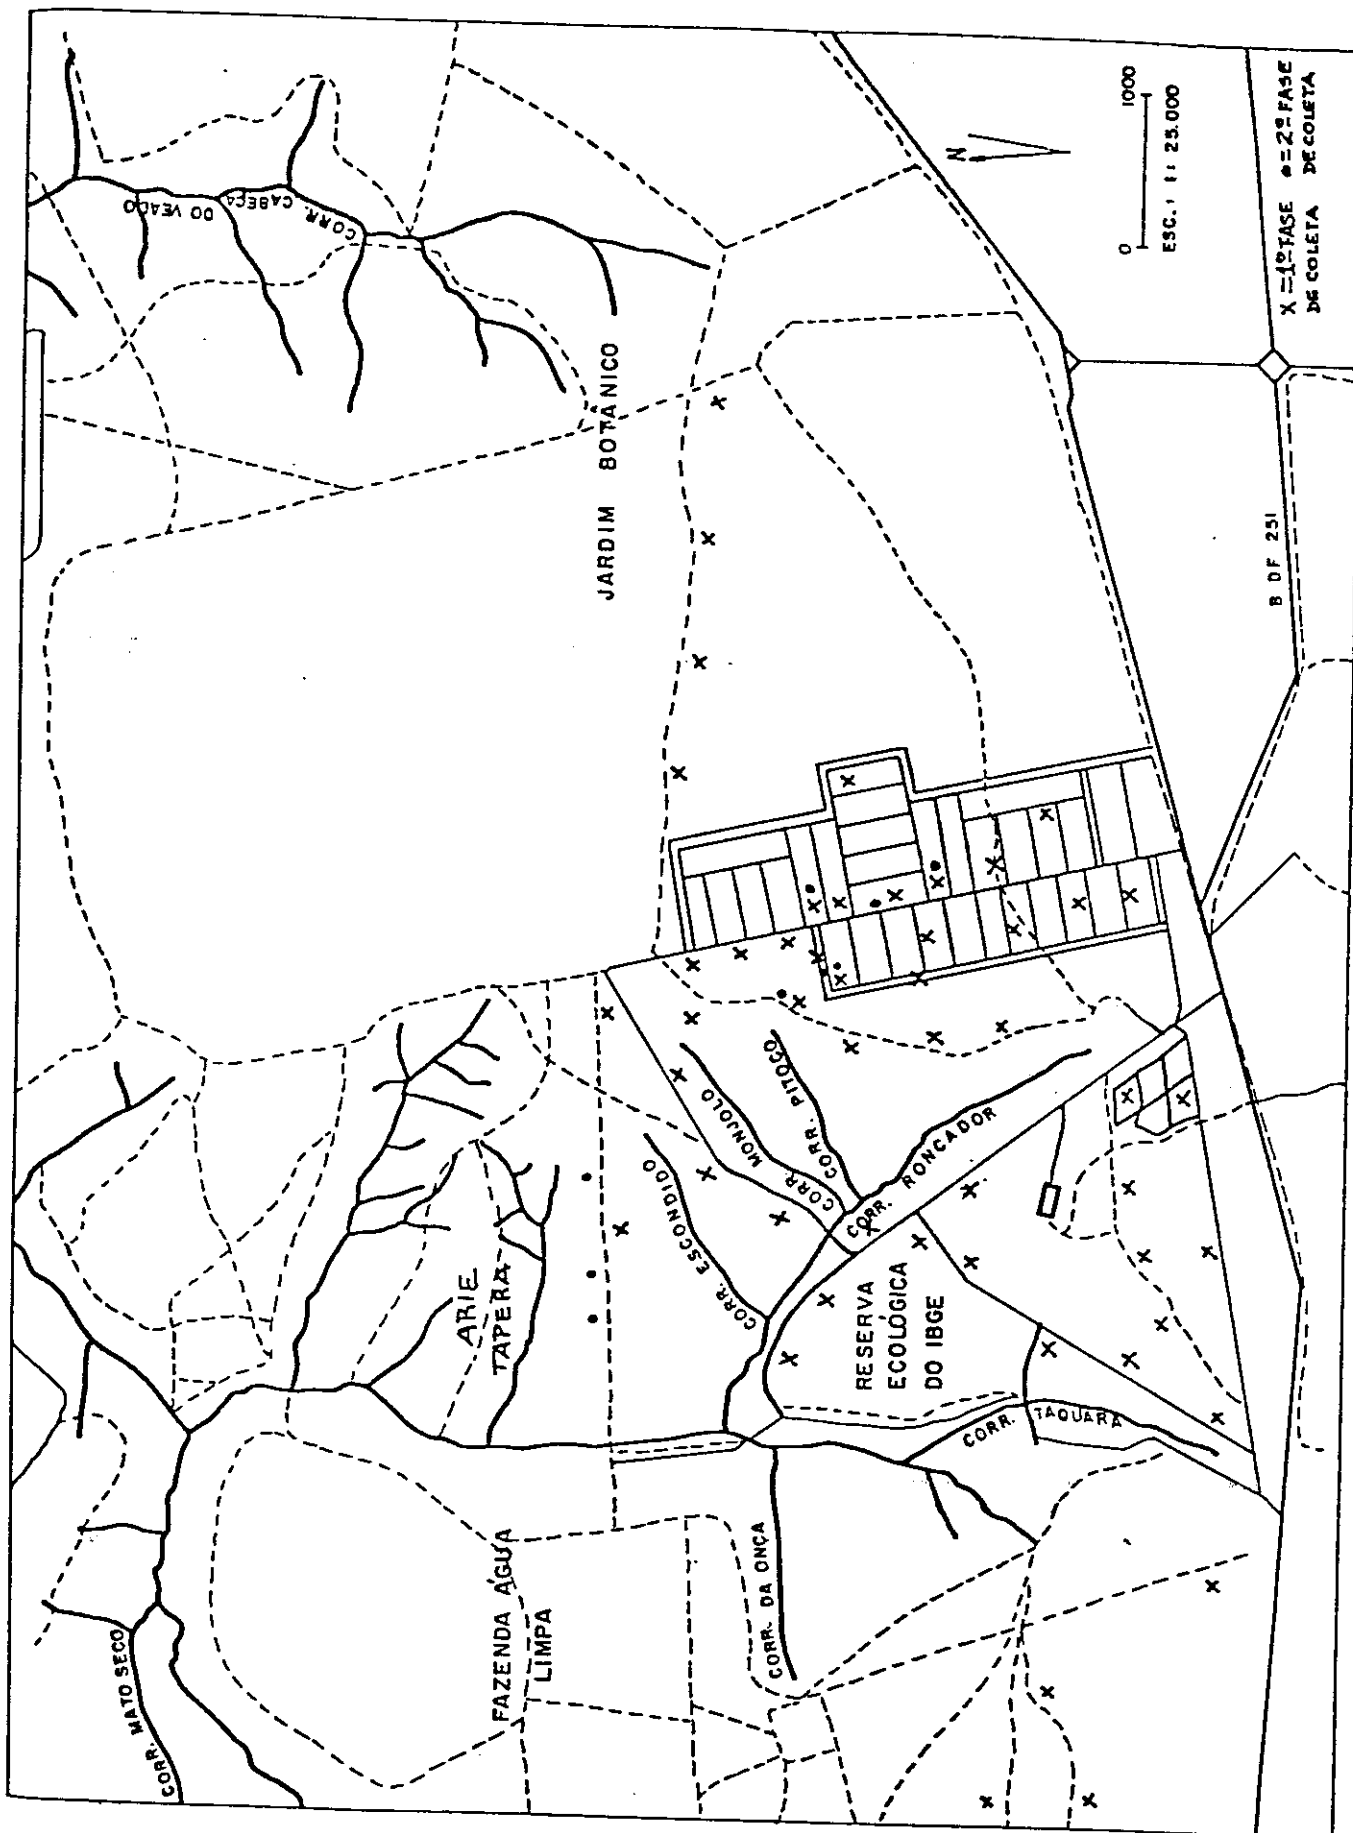 CORR. MATO SECO
CORR. CABEÇA
DO VEADO
FAZENDA ÁGUA
LIMPA
ARIE
TAPERA
JARDIM BOTÂNICO
CORR. DA ONÇA
CORR. ESCONDIDO
CORR. MONJOLO
CORR. PITOCO
CORR. RONCADOR
RESERVA
ECOLÓGICA
DO IBGE
CORR. TAQUARA
N
0 1000
ESC.: 1: 25.000
B DF 251
X = 1º FASE
DE COLETA
• = 2º FASE
DE COLETA